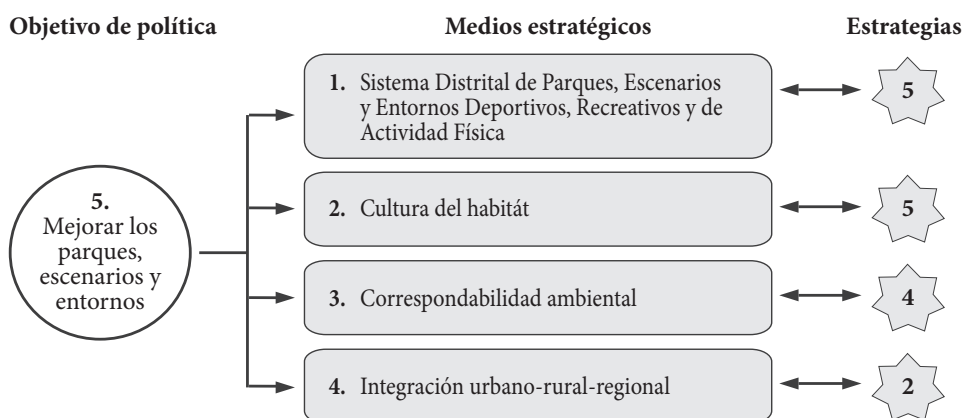 Objetivo de política
Medios estratégicos
Estrategias
5.
Mejorar los
parques,
escenarios y
entornos
1. Sistema Distrital de Parques, Escenarios
y Entornos Deportivos, Recreativos y de
Actividad Física
5
2. Cultura del habitát
5
3. Correspondabilidad ambiental
4
4. Integración urbano-rural-regional
2